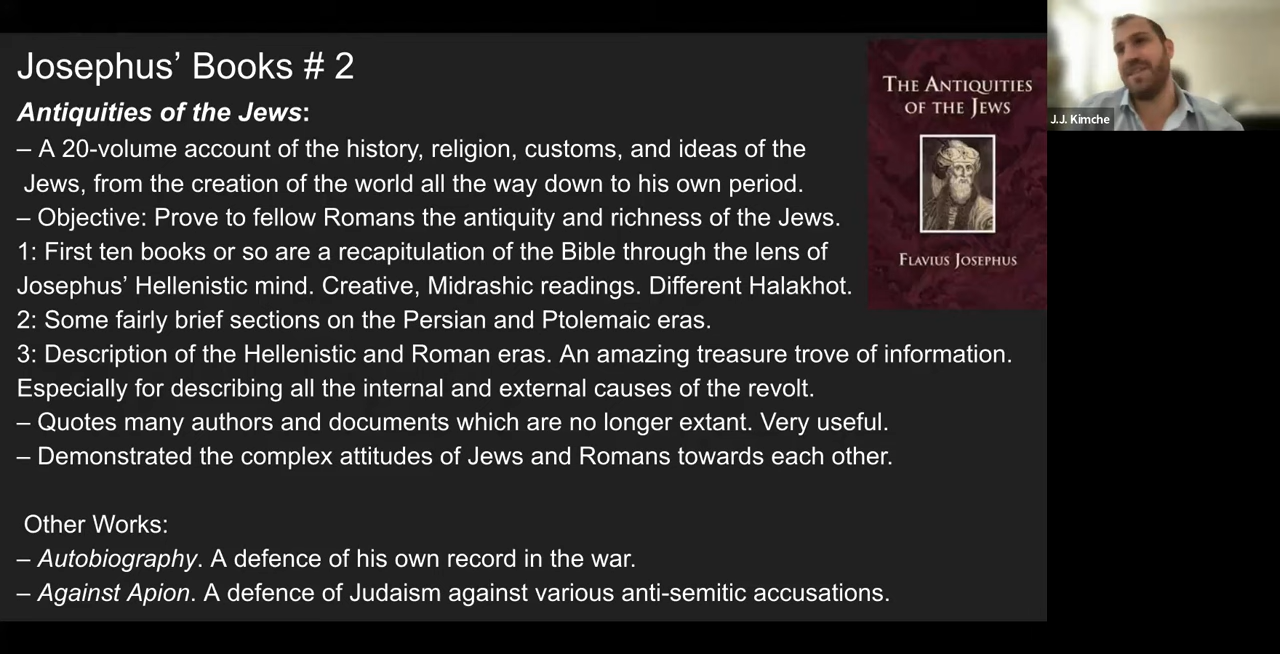 Josephus’ Books # 2
Antiquities of the Jews:
– A 20-volume account of the history, religion, customs, and ideas of the
Jews, from the creation of the world all the way down to his own period.
– Objective: Prove to fellow Romans the antiquity and richness of the Jews.
1: First ten books or so are a recapitulation of the Bible through the lens of
Josephus’ Hellenistic mind. Creative, Midrashic readings. Different Halakhot.
2: Some fairly brief sections on the Persian and Ptolemaic eras.
3: Description of the Hellenistic and Roman eras. An amazing treasure trove of information.
Especially for describing all the internal and external causes of the revolt.
– Quotes many authors and documents which are no longer extant. Very useful.
– Demonstrated the complex attitudes of Jews and Romans towards each other.
Other Works:
– Autobiography. A defence of his own record in the war.
– Against Apion. A defence of Judaism against various anti-semitic accusations.
THE ANTIQUITIES
OF THE JEWS
FLAVIUS JOSEPHUS
J.J. Kimche